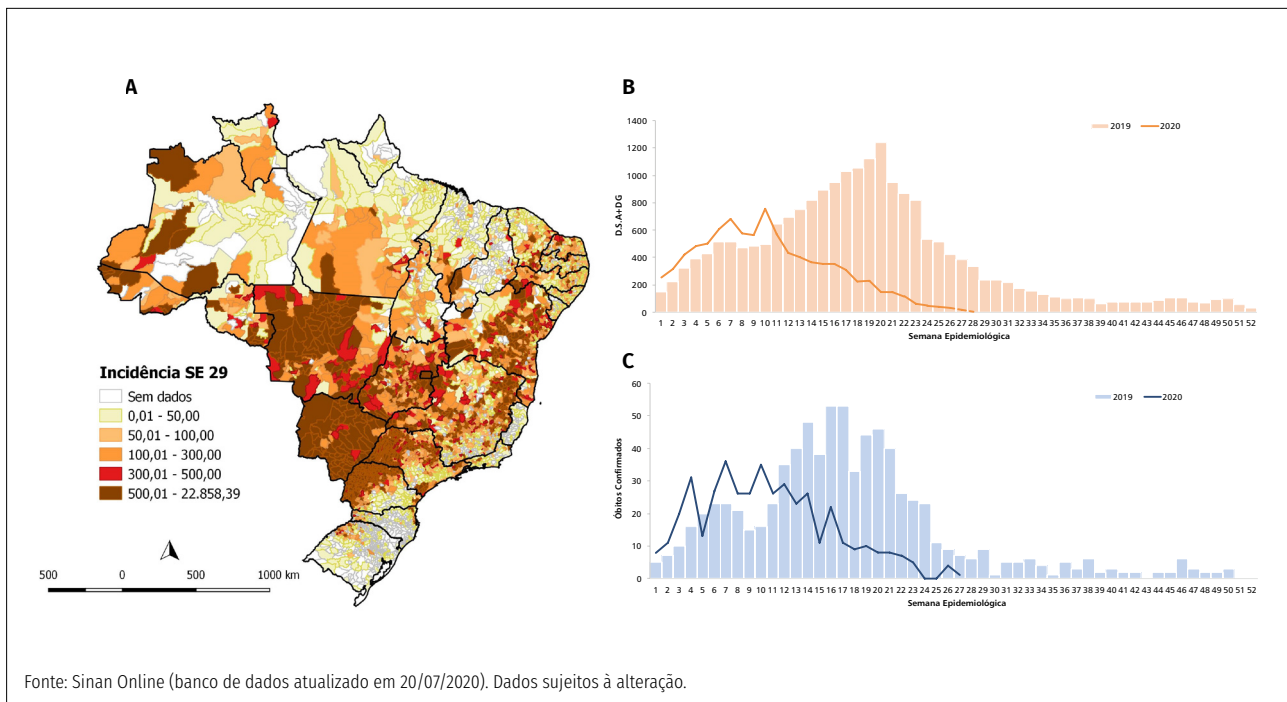 A
Incidência SE 29
Sem dados
0,01 - 50,00
50,01 - 100,00
100,01 - 300,00
300,01 - 500,00
500,01 - 22.858,39
500 0 500 1000 km
B
2019 2020
D.S.A+DG
1400
1200
1000
800
600
400
200
0
1 2 3 4 5 6 7 8 9 10 11 12 13 14 15 16 17 18 19 20 21 22 23 24 25 26 27 28 29 30 31 32 33 34 35 36 37 38 39 40 41 42 43 44 45 46 47 48 49 50 51 52
Semana Epidemiológica
C
2019 2020
Óbitos Confirmados
60
50
40
30
20
10
0
1 2 3 4 5 6 7 8 9 10 11 12 13 14 15 16 17 18 19 20 21 22 23 24 25 26 27 28 29 30 31 32 33 34 35 36 37 38 39 40 41 42 43 44 45 46 47 48 49 50 51 52
Semana Epidemiológica
Fonte: Sinan Online (banco de dados atualizado em 20/07/2020). Dados sujeitos à alteração.